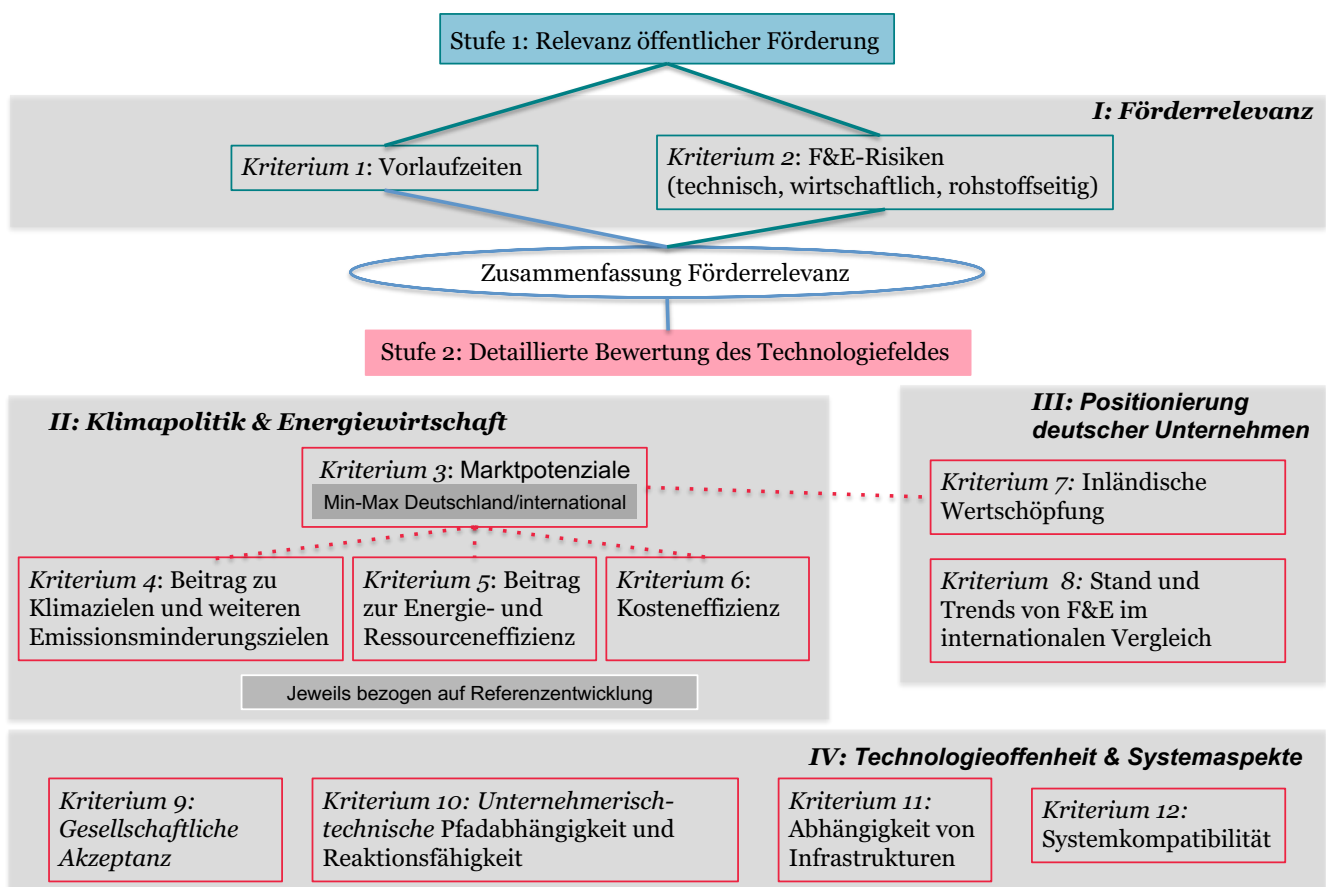 Stufe 1: Relevanz öffentlicher Förderung
I: Förderrelevanz
Kriterium 1: Vorlaufzeiten
Kriterium 2: F&E-Risiken
(technisch, wirtschaftlich, rohstoffseitig)
Zusammenfassung Förderrelevanz
Stufe 2: Detaillierte Bewertung des Technologiefeldes
II: Klimapolitik & Energiewirtschaft
Kriterium 3: Marktpotenziale
Min-Max Deutschland/international
Kriterium 4: Beitrag zu
Klimazielen und weiteren
Emissionsminderungszielen
Kriterium 5: Beitrag
zur Energie- und
Ressourceneffizienz
Kriterium 6:
Kosteneffizienz
Jeweils bezogen auf Referenzentwicklung
III: Positionierung
deutscher Unternehmen
Kriterium 7: Inländische
Wertschöpfung
Kriterium 8: Stand und
Trends von F&E im
internationalen Vergleich
IV: Technologieoffenheit & Systemaspekte
Kriterium 9:
Gesellschaftliche
Akzeptanz
Kriterium 10: Unternehmerisch-
technische Pfadabhängigkeit und
Reaktionsfähigkeit
Kriterium 11:
Abhängigkeit von
Infrastrukturen
Kriterium 12:
Systemkompatibilität